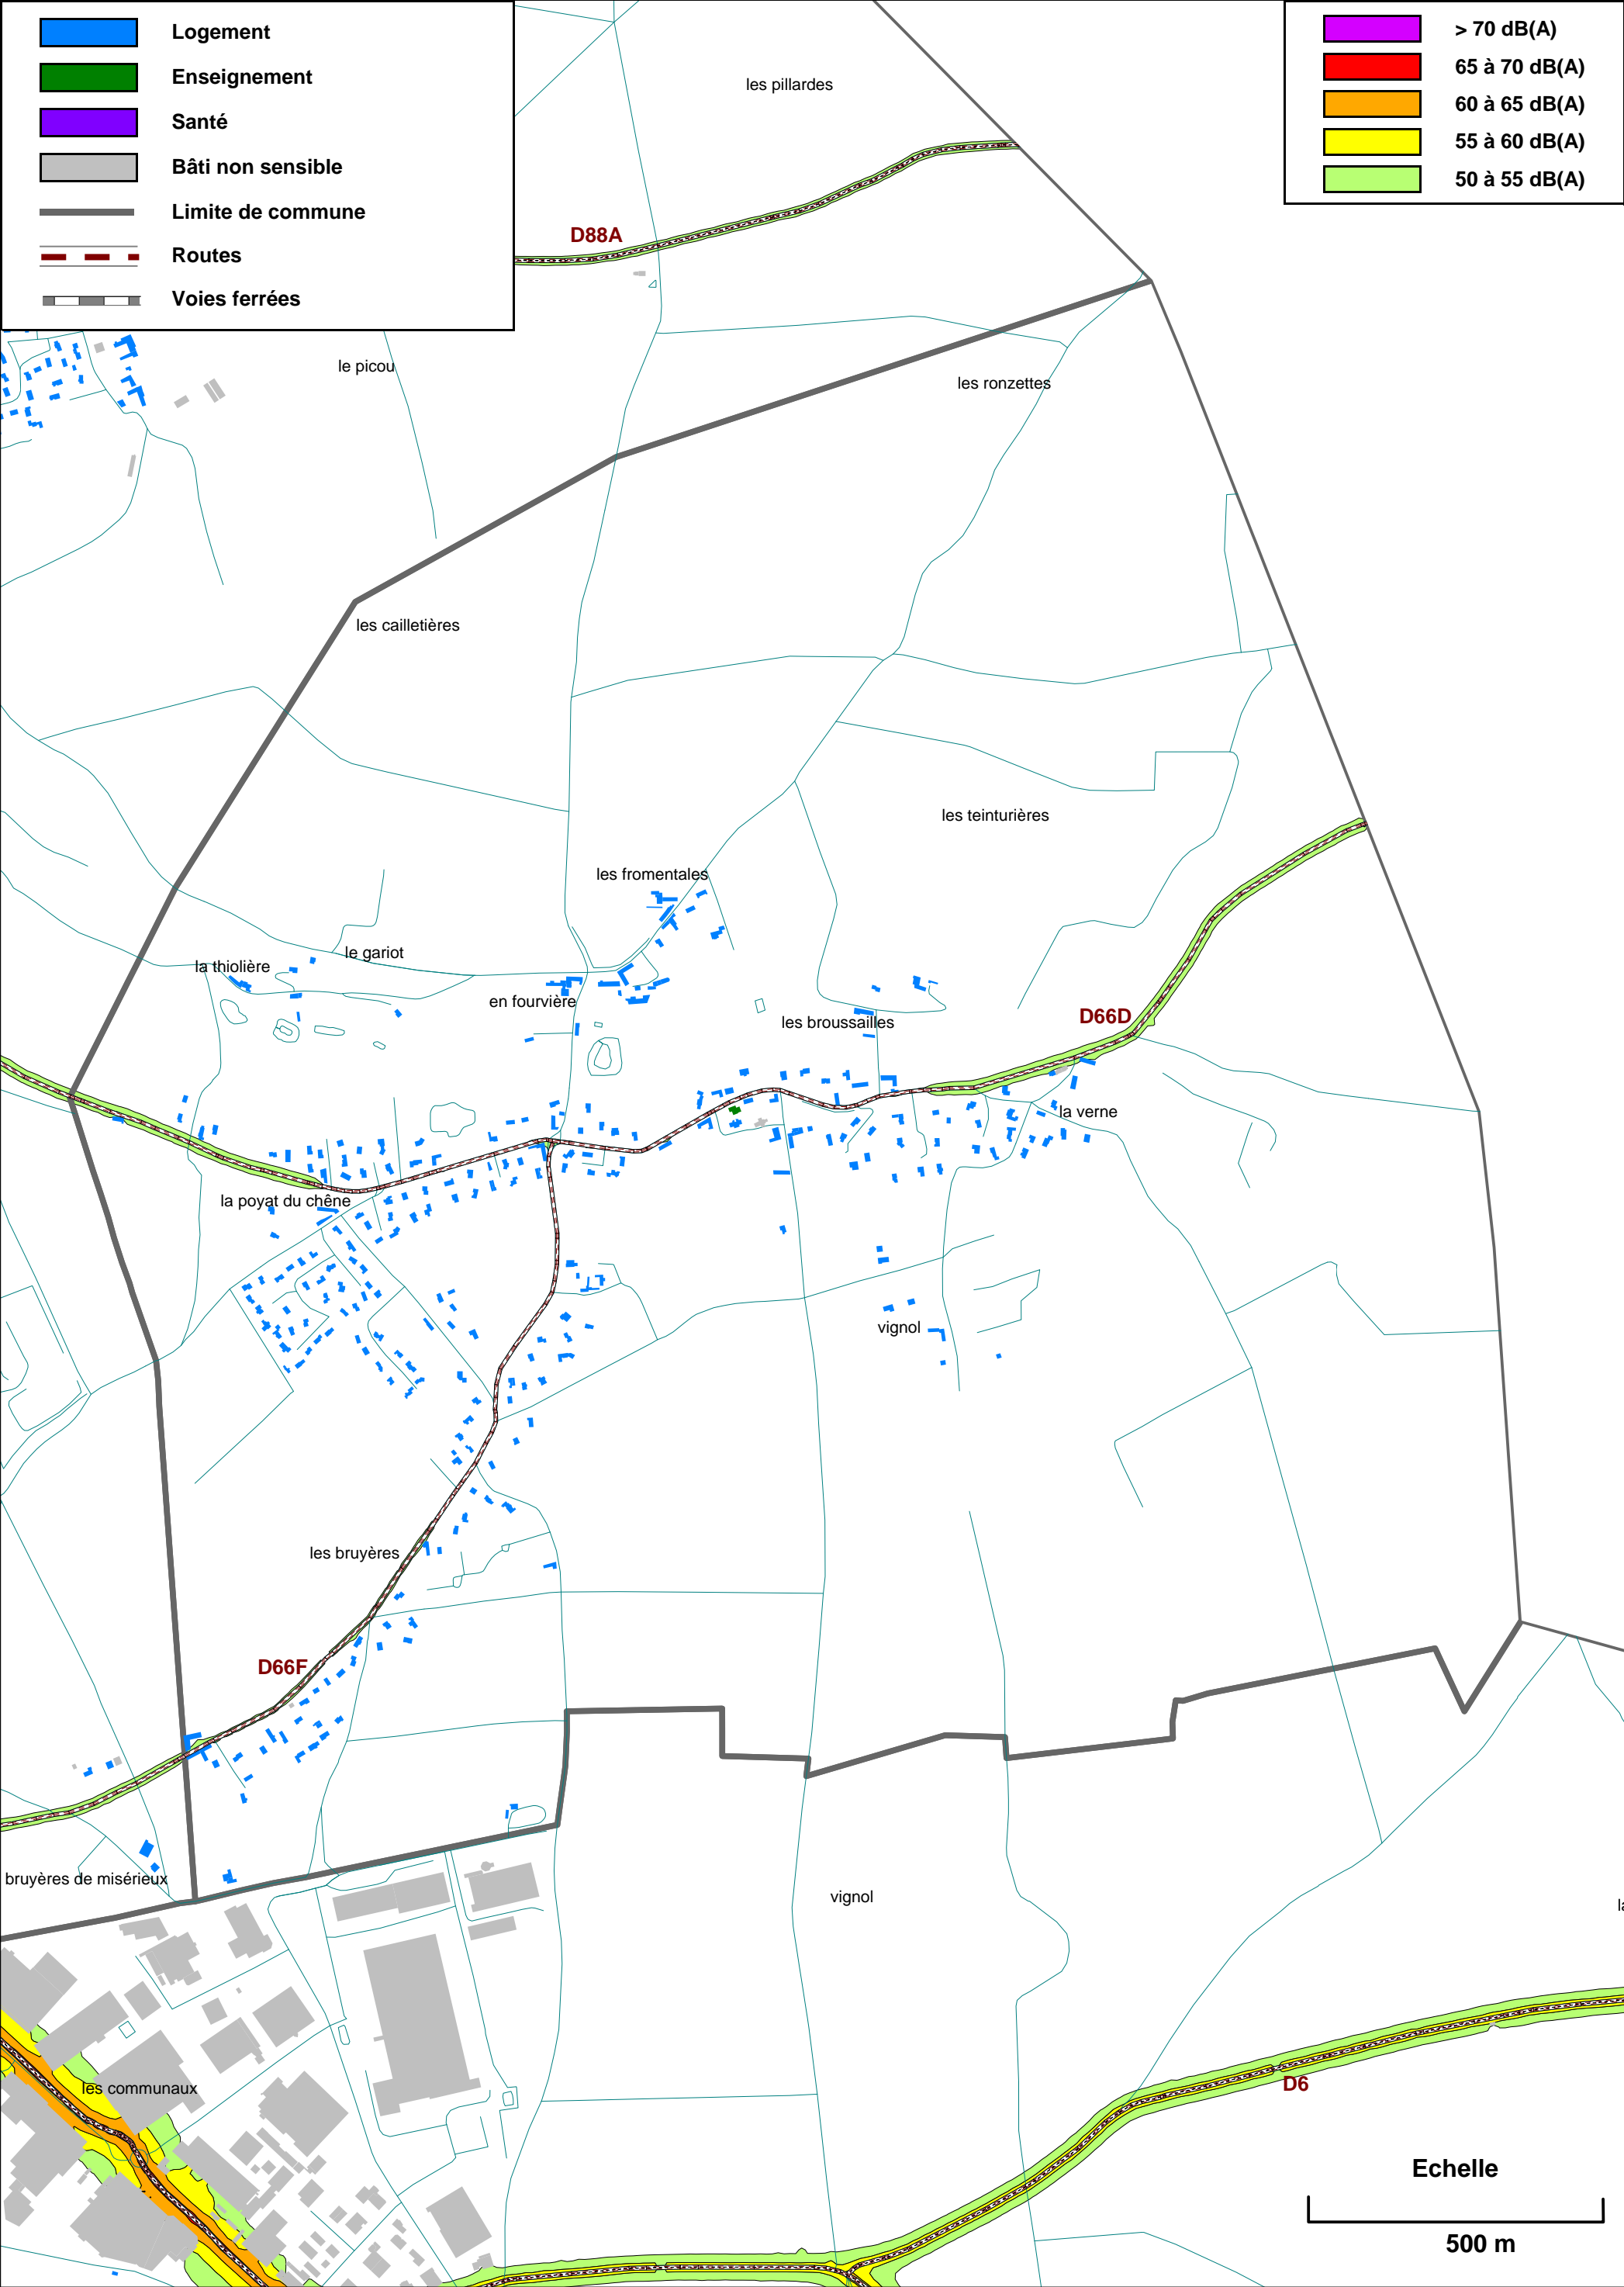 Logement
Enseignement
Santé
Bâti non sensible
Limite de commune
Routes
Voies ferrées
> 70 dB(A)
65 à 70 dB(A)
60 à 65 dB(A)
55 à 60 dB(A)
50 à 55 dB(A)
les pillardes
D88A
le picou
les ronzettes
les cailletières
les teinturières
les fromentales
le gariot
la thiolière
en fourvière
les broussailles
D66D
la verne
la poyat du chêne
vignol
les bruyères
D66F
bruyères de misérieux
vignol
la
les communaux
D6
Echelle
500 m